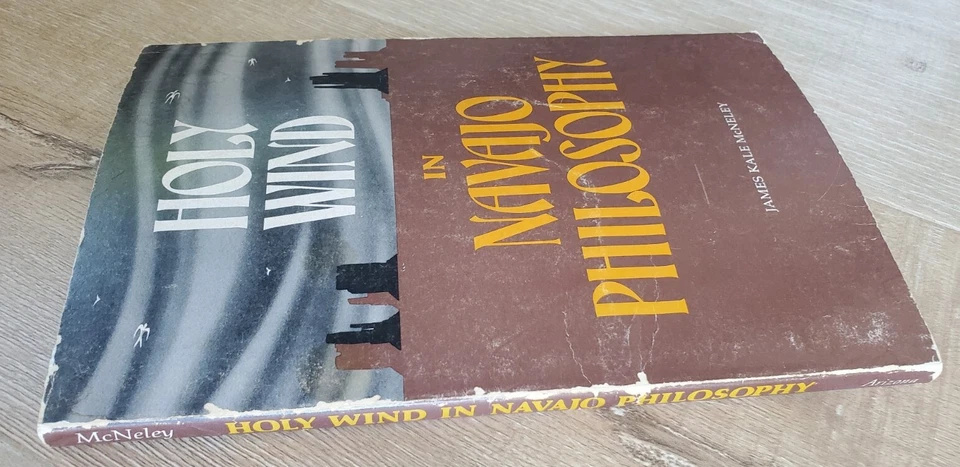 HOLY
WIND
IN
NAVAJO
PHILOSOPHY
JAMES KALE McNELEY
McNeley
HOLY WIND IN NAVAJO PHILOSOPHY
Arizona